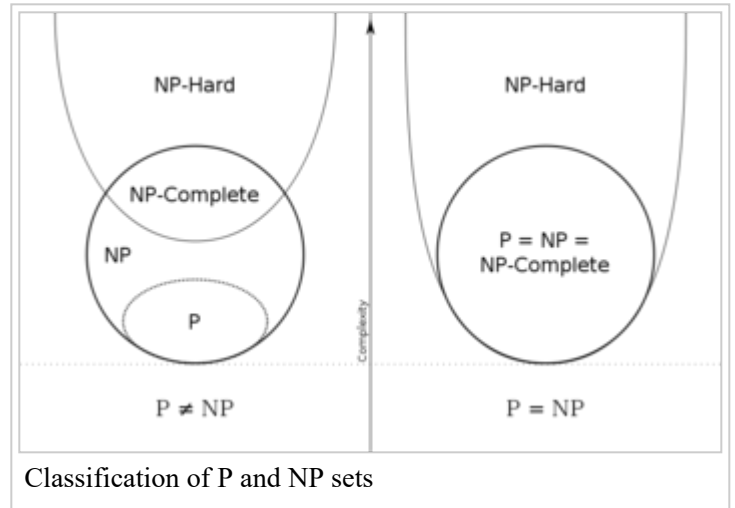 NP-Hard
NP-Complete
NP
P
P ≠ NP
Complexity
NP-Hard
P = NP =
NP-Complete
P = NP
Classification of P and NP sets